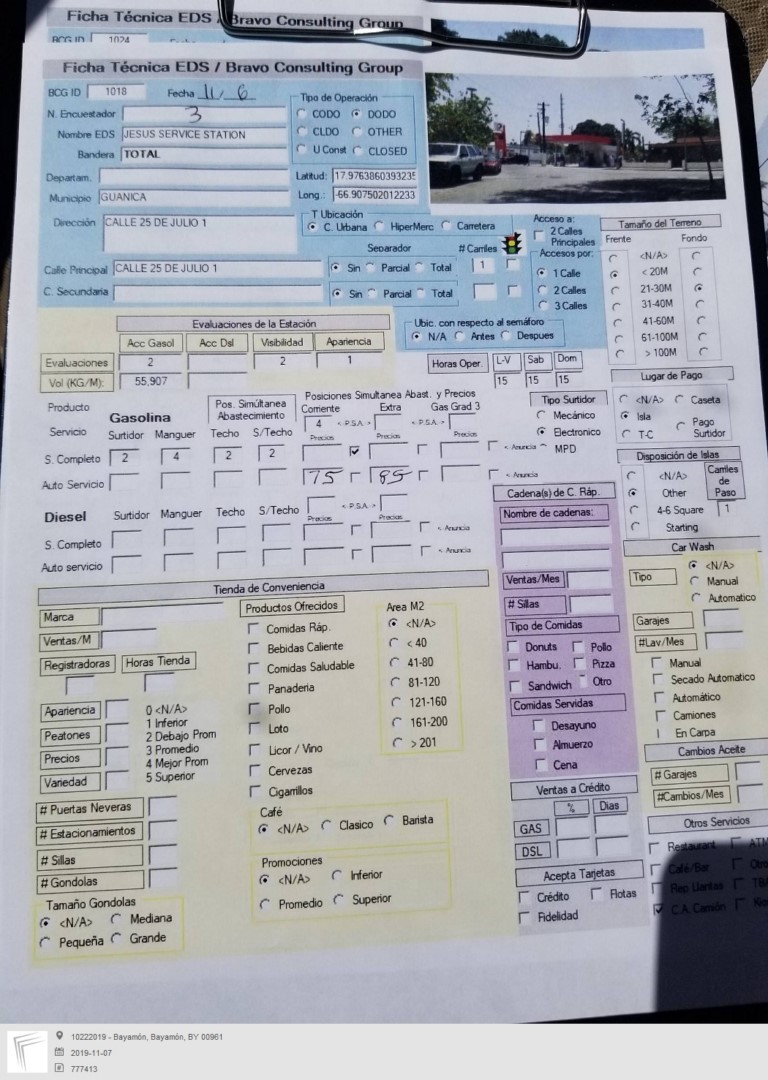 Ficha Técnica EDS / Bravo Consulting Group
BCG ID 1024
Ficha Técnica EDS / Bravo Consulting Group
BCG ID 1018 Fecha 11/6
N. Encuestador 3
Nombre EDS JESUS SERVICE STATION
Bandera TOTAL
Tipo de Operación
CODO DODO
CLDO OTHER
U Const CLOSED
Departam.
Municipio GUANICA
Latitud: 17.9763860393235
Long.: -66.907502012233
Dirección CALLE 25 DE JULIO 1
T Ubicación
C. Urbana HiperMerc Carretera
Separador # Carriles
Calle Principal CALLE 25 DE JULIO 1 Sin Parcial Total 1
C. Secundaria Sin Parcial Total
Acceso a:
2 Calles
Principales
Accesos por:
1 Calle
2 Calles
3 Calles
Tamaño del Terreno
Frente Fondo
<N/A>
< 20M
21-30M
31-40M
41-60M
61-100M
> 100M
Evaluaciones de la Estación
Acc Gasol Acc Dsl Visibilidad Apariencia
Evaluaciones 2 2 1
Vol (KG/M): 55,907
Ubic. con respecto al semáforo
N/A Antes Despues
Horas Oper. L-V Sab Dom
15 15 15
Lugar de Pago
<N/A> Caseta
Isla Pago
T-C Surtidor
Producto
Servicio
Gasolina
Surtidor Manguer
Pos. Simúltanea
Abastecimiento
Techo S/Techo
Posiciones Simultanea Abast. y Precios
Corriente Extra Gas Grad 3
4 <-P.S.A-> <-P.S.A->
Precios Precios Precios
S. Completo 2 4 2 2 <- Anuncia
Auto Servicio 75 85 <- Anuncia
Tipo Surtidor
Mecánico
Electronico
MPD
Disposición de Islas
<N/A>
Other
4-6 Square
Starting
Carriles
de
Paso
1
Diesel Surtidor Manguer Techo S/Techo <-P.S.A->
Precios Precios
S. Completo <- Anuncia
Auto servicio <- Anuncia
Cadena(s) de C. Ráp.
Nombre de cadenas:
Ventas/Mes
# Sillas
Tipo de Comidas
Donuts Pollo
Hambu. Pizza
Sandwich Otro
Comidas Servidas
Desayuno
Almuerzo
Cena
Car Wash
Tipo <N/A>
Manual
Automatico
Garajes
#Lav/Mes
Manual
Secado Automatico
Automático
Camiones
En Carpa
Cambios Aceite
# Garajes
#Cambios/Mes
Tienda de Conveniencia
Marca
Ventas/M
Registradoras Horas Tienda
Apariencia
Peatones
Precios
Variedad
0 <N/A>
1 Inferior
2 Debajo Prom
3 Promedio
4 Mejor Prom
5 Superior
# Puertas Neveras
# Estacionamientos
# Sillas
# Gondolas
Tamaño Gondolas
<N/A> Mediana
Pequeña Grande
Productos Ofrecidos
Comidas Ráp.
Bebidas Caliente
Comidas Saludable
Panaderia
Pollo
Loto
Licor / Vino
Cervezas
Cigarrillos
Area M2
<N/A>
< 40
41-80
81-120
121-160
161-200
> 201
Café
<N/A> Clasico Barista
Promociones
<N/A> Inferior
Promedio Superior
Ventas a Crédito
% Dias
GAS
DSL
Acepta Tarjetas
Crédito Flotas
Fidelidad
Otros Servicios
Restaurant ATM
Café/Bar
Rep Llantas
C.A. Camión
10222019 - Bayamón, Bayamón, BY 00961
2019-11-07
777413